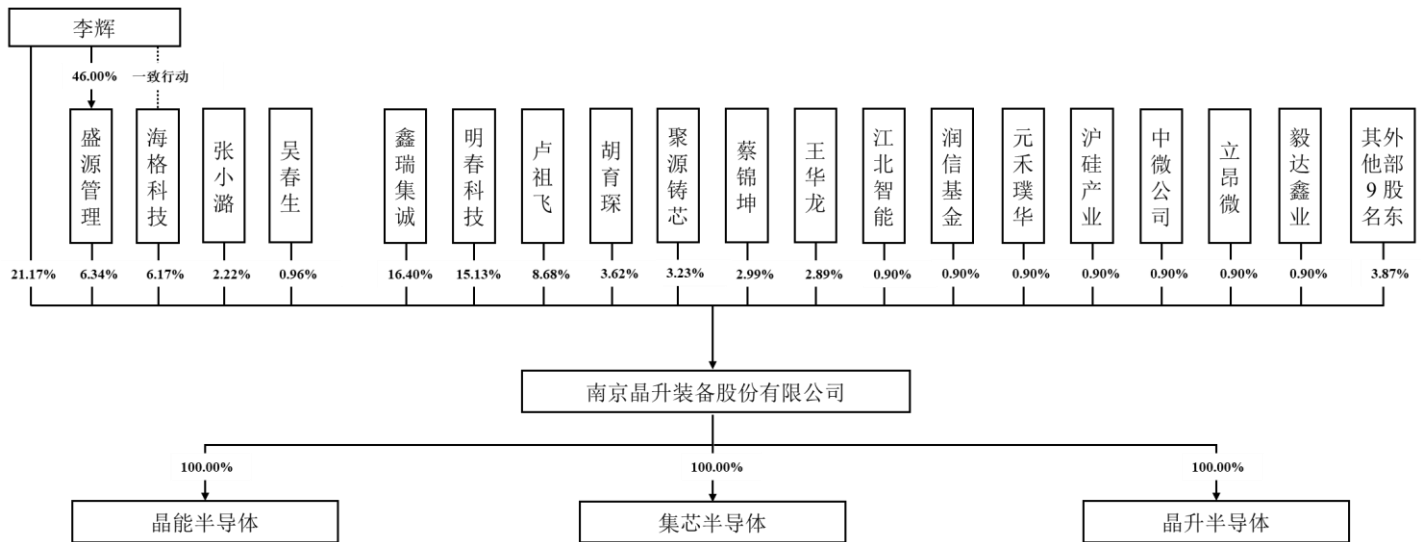 李辉
46.00%
一致行动
盛源管理
海格科技
张小潞
吴春生
鑫瑞集诚
明春科技
卢祖飞
胡育琛
聚源铸芯
蔡锦坤
王华龙
江北智能
润信基金
元禾璞华
沪硅产业
中微公司
立昂微
毅达鑫业
其他9名
外部股东
21.17%
6.34%
6.17%
2.22%
0.96%
16.40%
15.13%
8.68%
3.62%
3.23%
2.99%
2.89%
0.90%
0.90%
0.90%
0.90%
0.90%
0.90%
0.90%
3.87%
南京晶升装备股份有限公司
100.00%
100.00%
100.00%
晶能半导体
集芯半导体
晶升半导体